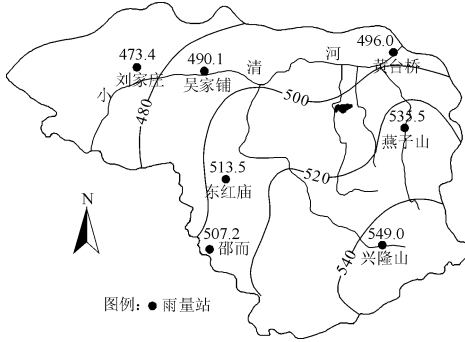 496.0
黄台桥
473.4
刘家庄
490.1
吴家铺
小
清
河
480
500
535.5
燕子山
520
513.5
东红庙
507.2
邵而
549.0
兴隆山
540
N
图例：● 雨量站